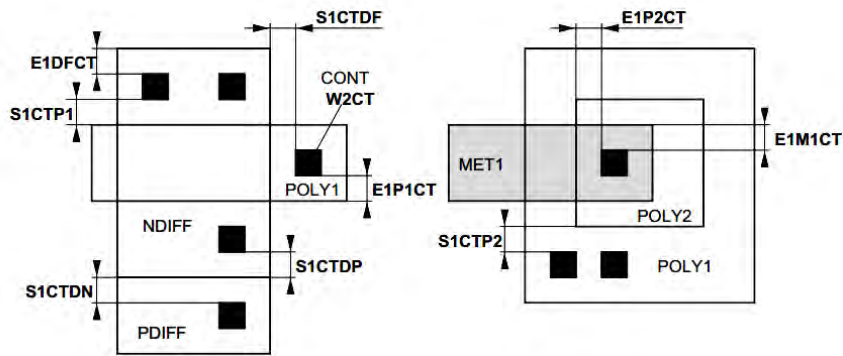 S1CTDF
E1P2CT
E1DFCT
CONT
W2CT
S1CTP1
E1M1CT
MET1
POLY1
E1P1CT
POLY2
NDIFF
S1CTP2
S1CTDP
POLY1
S1CTDN
PDIFF